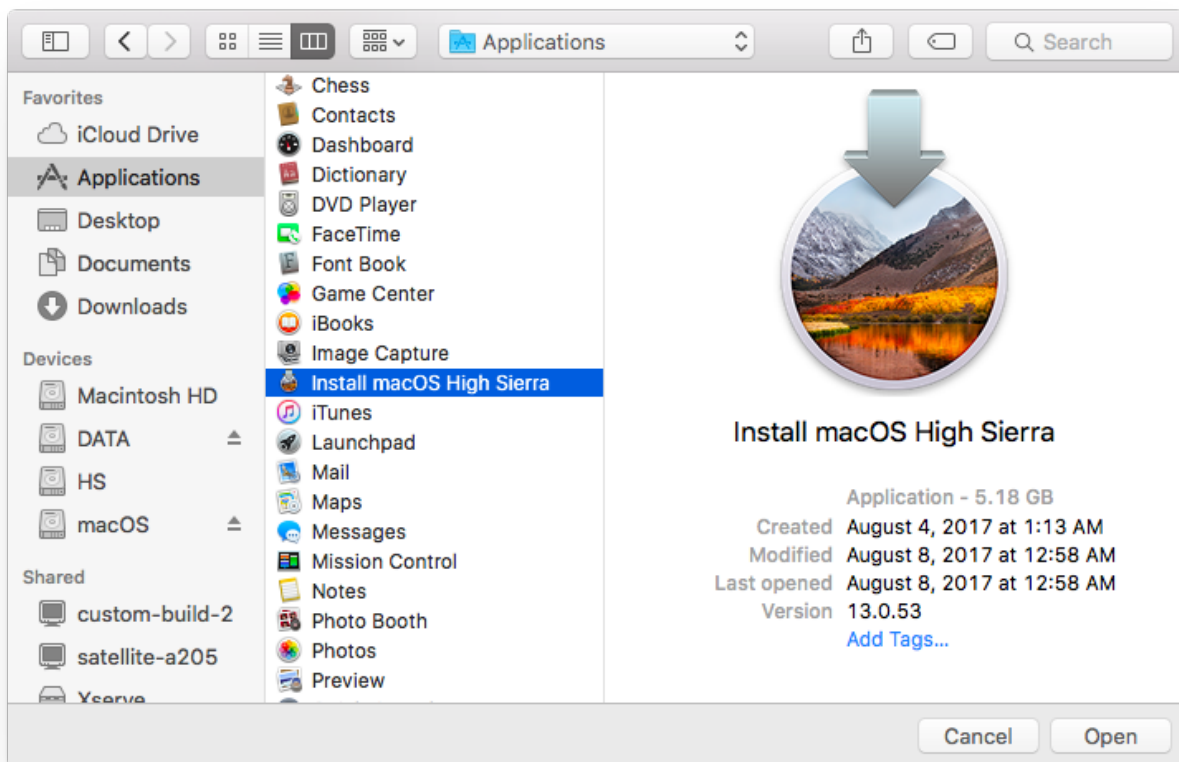 Applications
Search
Favorites
iCloud Drive
Applications
Desktop
Documents
Downloads
Devices
Macintosh HD
DATA
HS
macOS
Shared
custom-build-2
satellite-a205
Xserve
Chess
Contacts
Dashboard
Dictionary
DVD Player
FaceTime
Font Book
Game Center
iBooks
Image Capture
Install macOS High Sierra
iTunes
Launchpad
Mail
Maps
Messages
Mission Control
Notes
Photo Booth
Photos
Preview
Install macOS High Sierra
Application - 5.18 GB
Created August 4, 2017 at 1:13 AM
Modified August 8, 2017 at 12:58 AM
Last opened August 8, 2017 at 12:58 AM
Version 13.0.53
Add Tags...
Cancel
Open